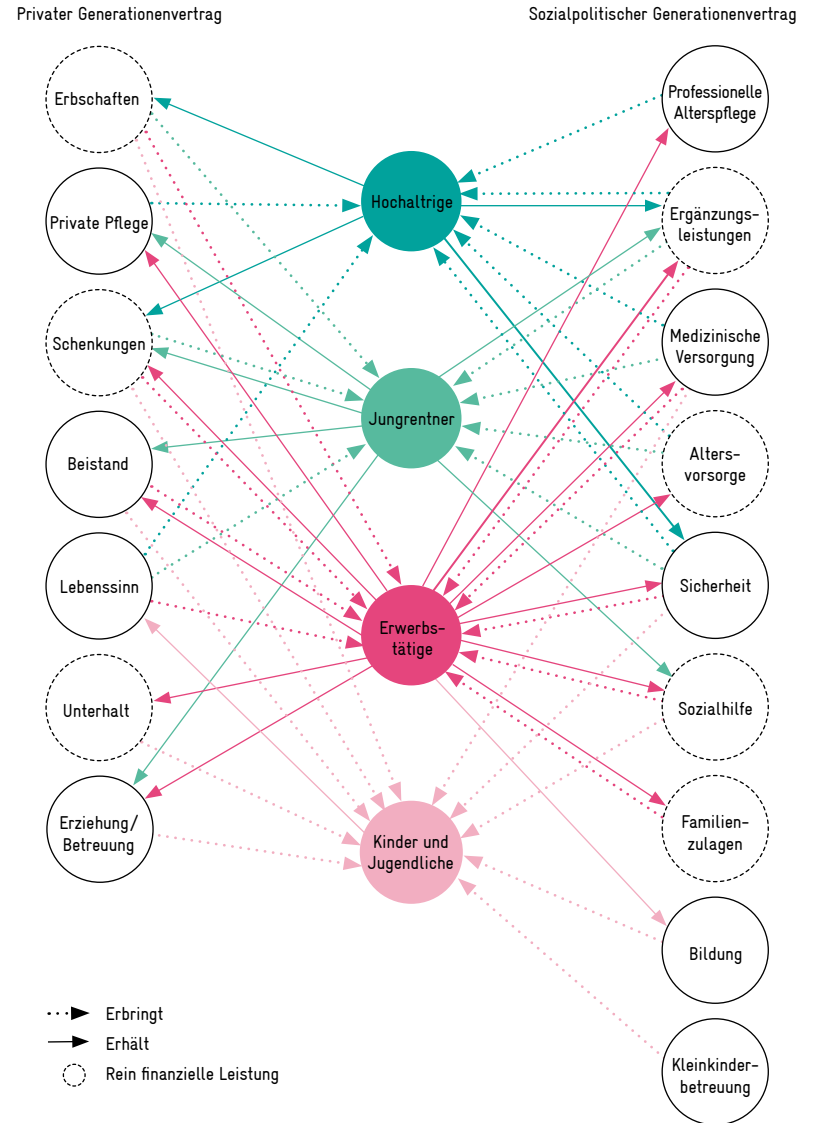 Privater Generationenvertrag
Sozialpolitischer Generationenvertrag
Erbschaften
Private Pflege
Schenkungen
Beistand
Lebenssinn
Unterhalt
Erziehung/
Betreuung
Hochaltrige
Jungrentner
Erwerbs-
tätige
Kinder und
Jugendliche
Professionelle
Alterspflege
Ergänzungs-
leistungen
Medizinische
Versorgung
Alters-
vorsorge
Sicherheit
Sozialhilfe
Familien-
zulagen
Bildung
Kleinkinder-
betreuung
Erbringt
Erhält
Rein finanzielle Leistung